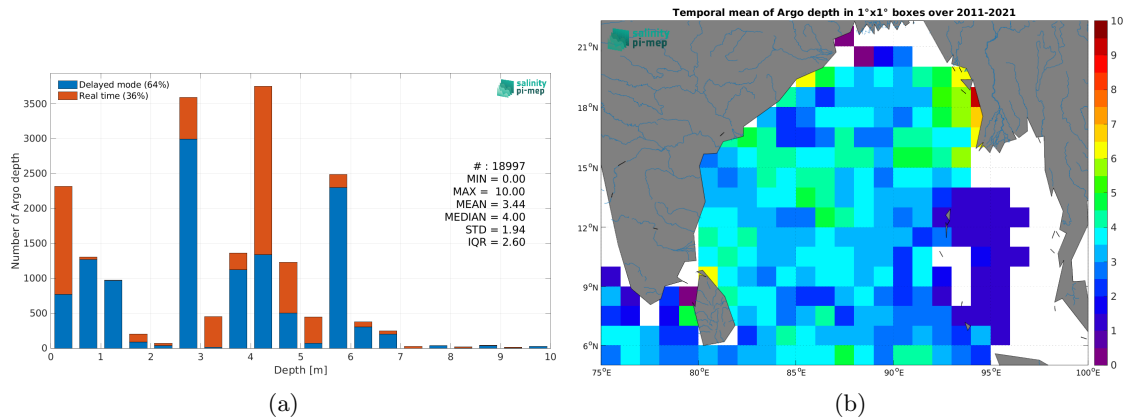 Delayed mode (64%)
Real time (36%)
salinity
pi-mep
Number of Argo depth
3500
3000
2500
2000
1500
1000
500
0
# : 18997
MIN = 0.00
MAX = 10.00
MEAN = 3.44
MEDIAN = 4.00
STD = 1.94
IQR = 2.60
0 1 2 3 4 5 6 7 8 9 10
Depth [m]
(a)
Temporal mean of Argo depth in 1°x1° boxes over 2011-2021
salinity
pi-mep
21°N
18°N
15°N
12°N
9°N
6°N
75°E 80°E 85°E 90°E 95°E 100°E
10
9
8
7
6
5
4
3
2
1
0
(b)